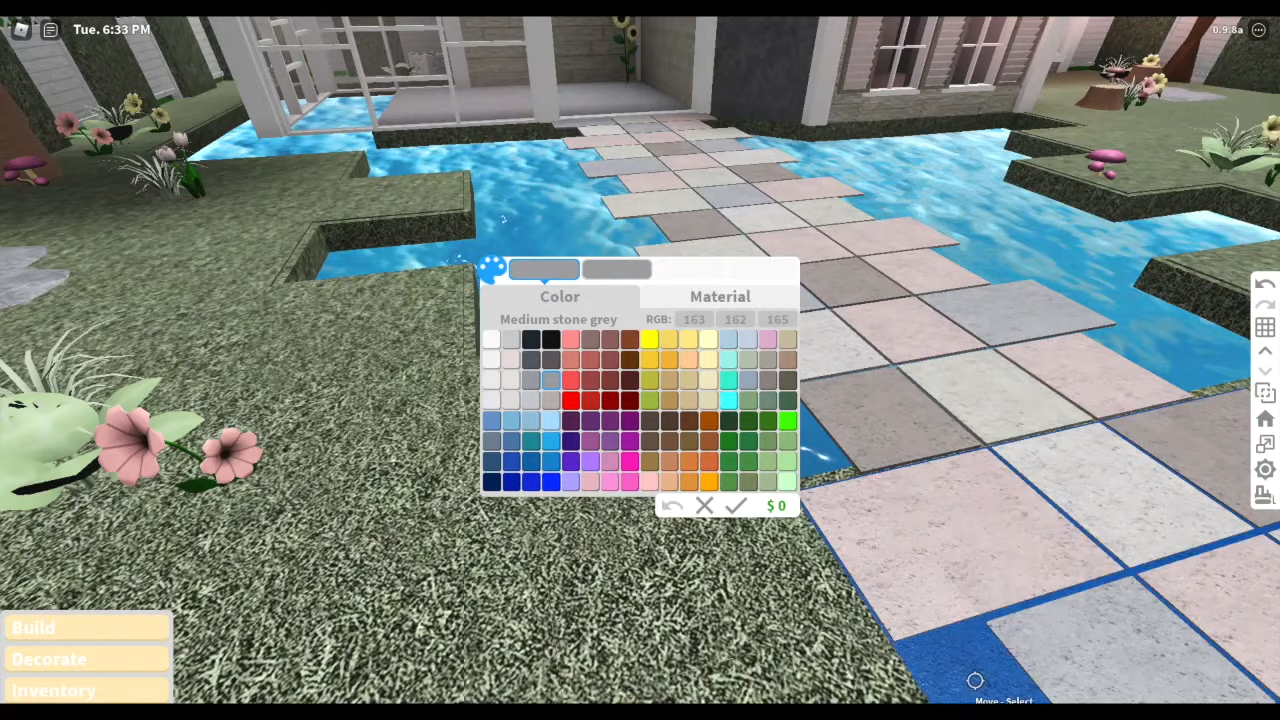 Tue. 6:33 PM
0.9.8a
Color
Material
Medium stone grey
RGB: 163 162 165
$ 0
Build
Decorate
Inventory
Move - Select